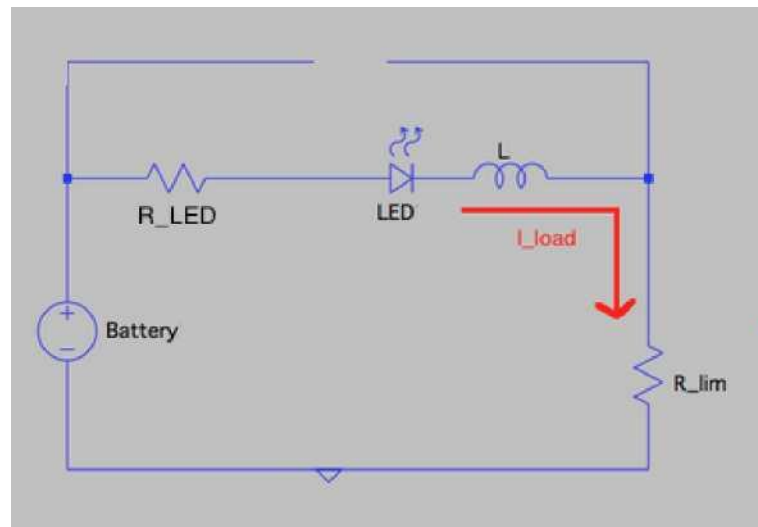 L
R_LED
LED
I_load
+
Battery
−
R_lim